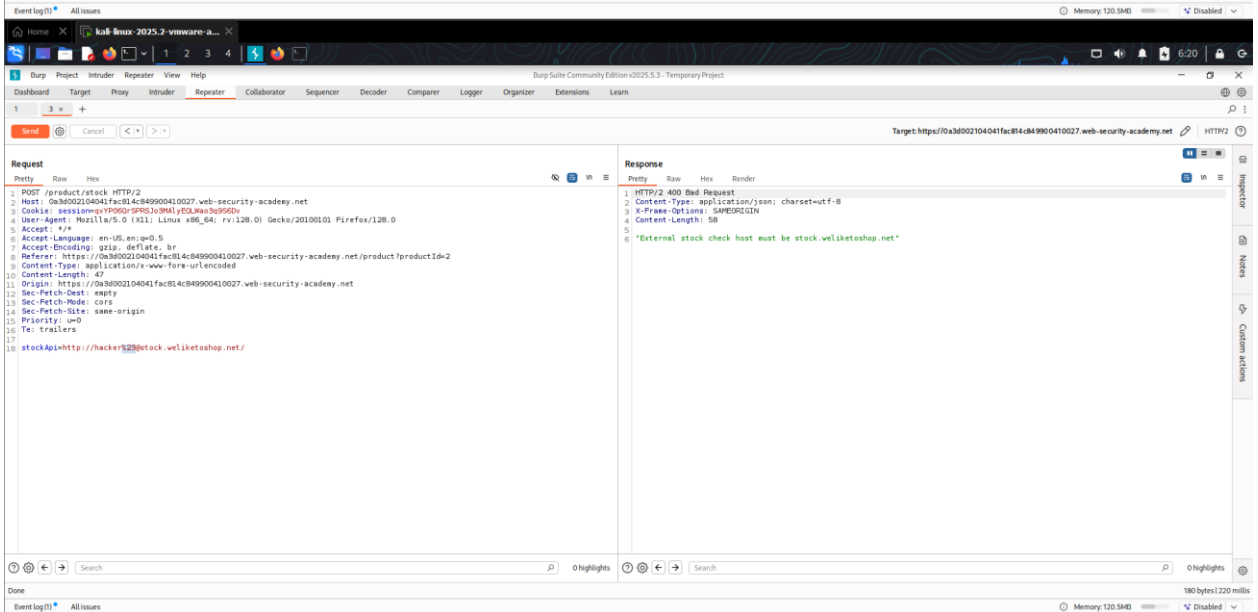 Event log (1) All issues Memory: 120.5MB Disabled
Home kali-linux-2025.2-vmware-a...
1 2 3 4 6:20
Burp Project Intruder Repeater View Help Burp Suite Community Edition v2025.5.3 - Temporary Project
Dashboard Target Proxy Intruder Repeater Collaborator Sequencer Decoder Comparer Logger Organizer Extensions Learn
1 3 × +
Send Cancel Target: https://0a3d002104041fac814c849900410027.web-security-academy.net HTTP/2
Request
Pretty Raw Hex
1 POST /product/stock HTTP/2
2 Host: 0a3d002104041fac814c849900410027.web-security-academy.net
3 Cookie: session=qvYP06QrSPRSJo3MAlyEQLWao3q9S6Dv
4 User-Agent: Mozilla/5.0 (X11; Linux x86_64; rv:128.0) Gecko/20100101 Firefox/128.0
5 Accept: */*
6 Accept-Language: en-US,en;q=0.5
7 Accept-Encoding: gzip, deflate, br
8 Referer: https://0a3d002104041fac814c849900410027.web-security-academy.net/product?productId=2
9 Content-Type: application/x-www-form-urlencoded
10 Content-Length: 47
11 Origin: https://0a3d002104041fac814c849900410027.web-security-academy.net
12 Sec-Fetch-Dest: empty
13 Sec-Fetch-Mode: cors
14 Sec-Fetch-Site: same-origin
15 Priority: u=0
16 Te: trailers
17
18 stockApi=http://hacker%23@stock.weliketoshop.net/
Response
Pretty Raw Hex Render
1 HTTP/2 400 Bad Request
2 Content-Type: application/json; charset=utf-8
3 X-Frame-Options: SAMEORIGIN
4 Content-Length: 58
5
6 "External stock check host must be stock.weliketoshop.net"
Inspector
Notes
Custom actions
Search 0 highlights
Search 0 highlights
Done 180 bytes | 220 millis
Event log (1) All issues Memory: 120.5MB Disabled